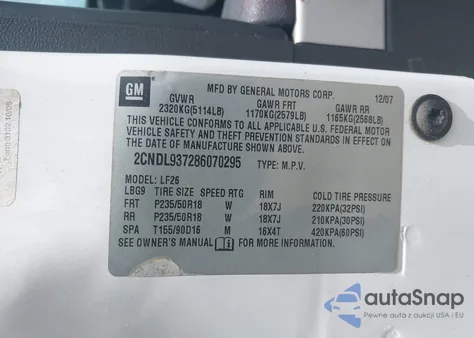 GM
MFD BY GENERAL MOTORS CORP. 12/07
GVWR GAWR FRT GAWR RR
2320KG(5114LB) 1170KG(2579LB) 1165KG(2568LB)
THIS VEHICLE CONFORMS TO ALL APPLICABLE U.S. FEDERAL MOTOR
VEHICLE SAFETY AND THEFT PREVENTION STANDARDS IN EFFECT ON
THE DATE OF MANUFACTURE SHOWN ABOVE.
2CNDL937286070295 TYPE: M.P.V.
MODEL: LF26
LBG9 TIRE SIZE SPEED RTG RIM COLD TIRE PRESSURE
FRT P235/50R18 W 18X7J 220KPA(32PSI)
RR P235/50R18 W 18X7J 210KPA(30PSI)
SPA T155/90D16 M 16X4T 420KPA(60PSI)
SEE OWNER'S MANUAL FOR MORE INFORMATION.
autoSnap
Pewne auta z aukcji USA i EU